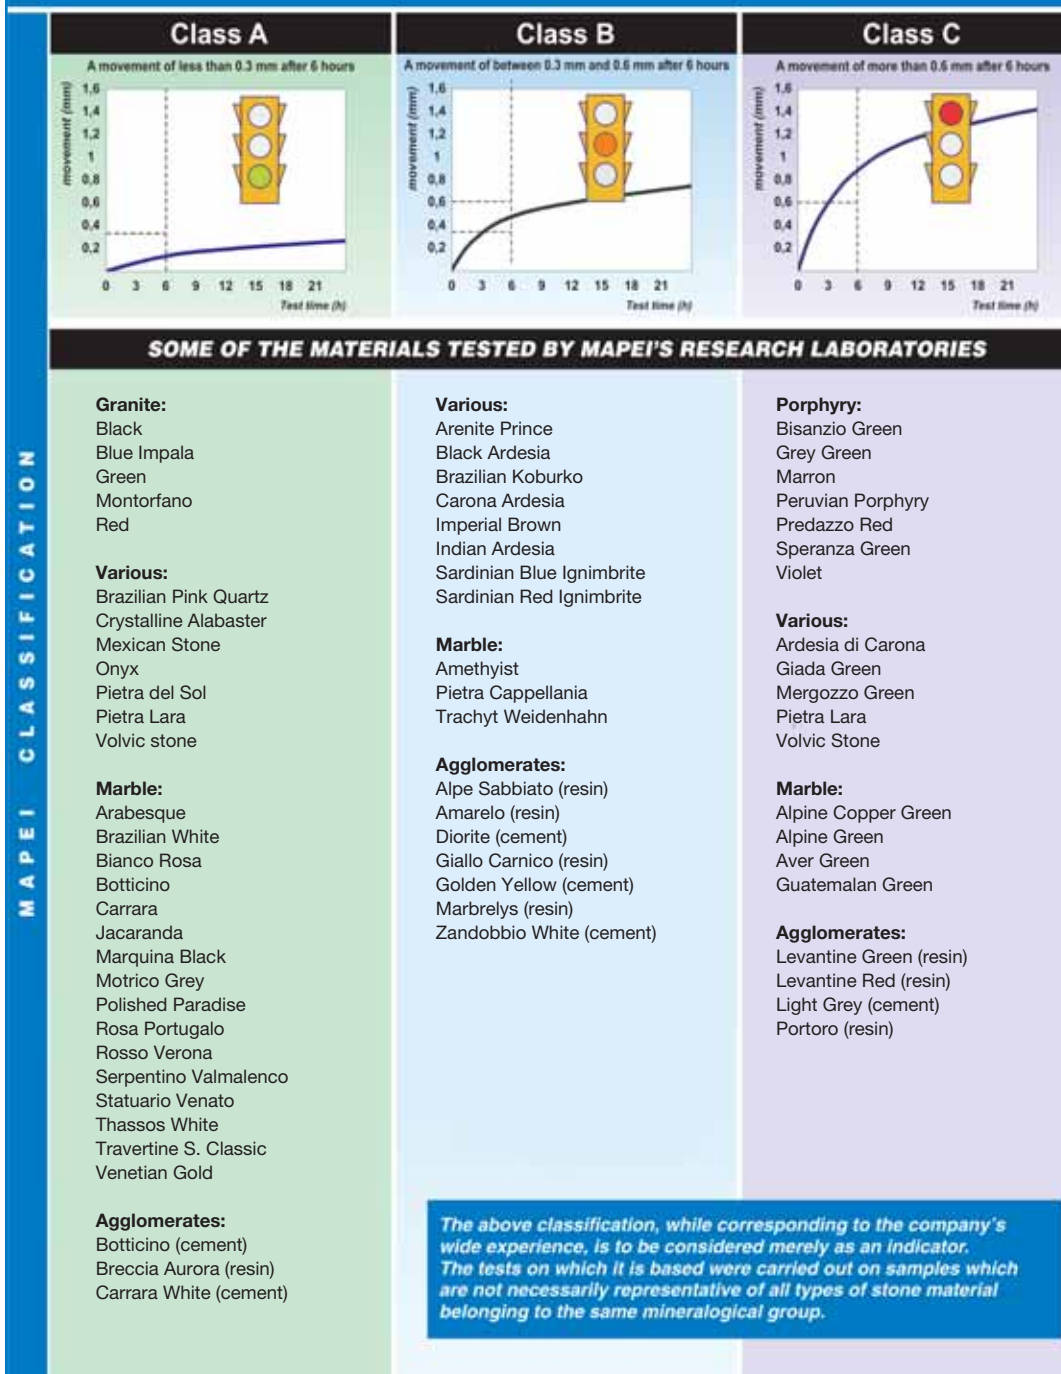 MAPEI CLASSIFICATION
Class A
A movement of less than 0.3 mm after 6 hours
movement (mm)
1,6
1,4
1,2
1
0,8
0,6
0,4
0,2
0 3 6 9 12 15 18 21
Test time (h)
Class B
A movement of between 0.3 mm and 0.6 mm after 6 hours
movement (mm)
1,6
1,4
1,2
1
0,8
0,6
0,4
0,2
0 3 6 9 12 15 18 21
Test time (h)
Class C
A movement of more than 0.6 mm after 6 hours
movement (mm)
1,6
1,4
1,2
1
0,8
0,6
0,4
0,2
0 3 6 9 12 15 18 21
Test time (h)
SOME OF THE MATERIALS TESTED BY MAPEI'S RESEARCH LABORATORIES
Granite:
Black
Blue Impala
Green
Montorfano
Red
Various:
Brazilian Pink Quartz
Crystalline Alabaster
Mexican Stone
Onyx
Pietra del Sol
Pietra Lara
Volvic stone
Marble:
Arabesque
Brazilian White
Bianco Rosa
Botticino
Carrara
Jacaranda
Marquina Black
Motrico Grey
Polished Paradise
Rosa Portugalo
Rosso Verona
Serpentino Valmalenco
Statuario Venato
Thassos White
Travertine S. Classic
Venetian Gold
Agglomerates:
Botticino (cement)
Breccia Aurora (resin)
Carrara White (cement)
Various:
Arenite Prince
Black Ardesia
Brazilian Koburko
Carona Ardesia
Imperial Brown
Indian Ardesia
Sardinian Blue Ignimbrite
Sardinian Red Ignimbrite
Marble:
Amethyist
Pietra Cappellania
Trachyt Weidenhahn
Agglomerates:
Alpe Sabbiato (resin)
Amarelo (resin)
Diorite (cement)
Giallo Carnico (resin)
Golden Yellow (cement)
Marbrelys (resin)
Zandobbio White (cement)
Porphyry:
Bisanzio Green
Grey Green
Marron
Peruvian Porphyry
Predazzo Red
Speranza Green
Violet
Various:
Ardesia di Carona
Giada Green
Mergozzo Green
Pietra Lara
Volvic Stone
Marble:
Alpine Copper Green
Alpine Green
Aver Green
Guatemalan Green
Agglomerates:
Levantine Green (resin)
Levantine Red (resin)
Light Grey (cement)
Portoro (resin)
The above classification, while corresponding to the company's
wide experience, is to be considered merely as an indicator.
The tests on which it is based were carried out on samples which
are not necessarily representative of all types of stone material
belonging to the same mineralogical group.